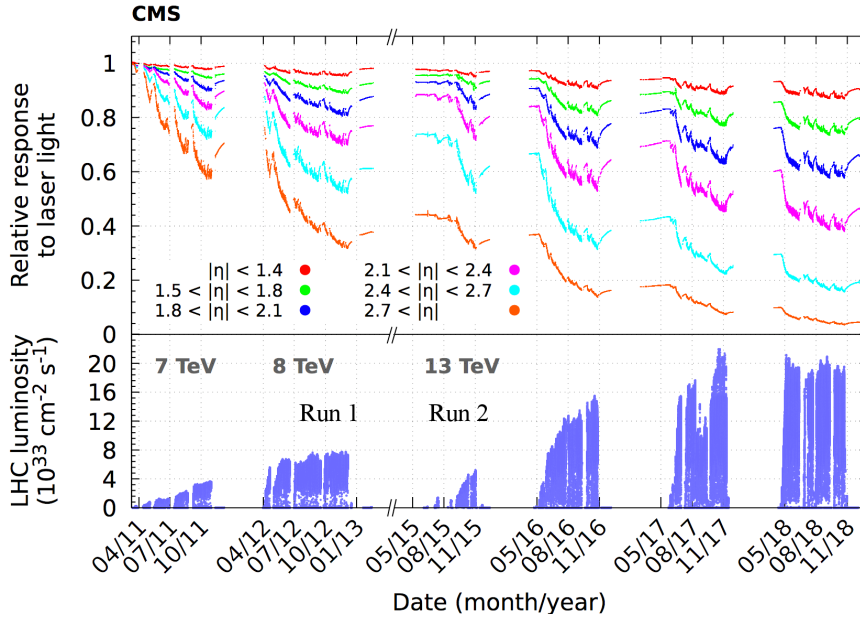 CMS
Relative response
to laser light
1
0.8
0.6
0.4
0.2
0
|η| < 1.4
1.5 < |η| < 1.8
1.8 < |η| < 2.1
2.1 < |η| < 2.4
2.4 < |η| < 2.7
2.7 < |η|
//
//
LHC luminosity
(10³³ cm⁻² s⁻¹)
20
16
12
8
4
0
7 TeV
8 TeV
13 TeV
Run 1
Run 2
//
04/11
07/11
10/11
04/12
07/12
10/12
01/13
05/15
08/15
11/15
05/16
08/16
11/16
05/17
08/17
11/17
05/18
08/18
11/18
Date (month/year)